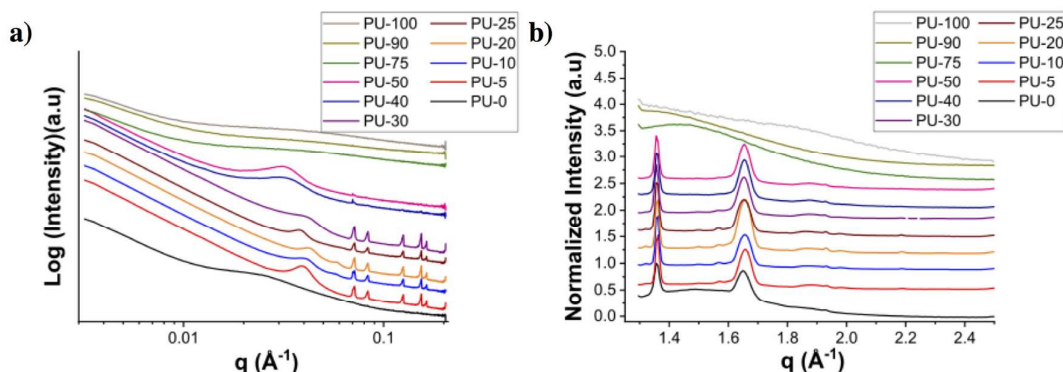 a)
PU-100 PU-25
PU-90 PU-20
PU-75 PU-10
PU-50 PU-5
PU-40 PU-0
PU-30
Log (Intensity)(a.u)
0.01 0.1
q (Å-1)
b)
PU-100 PU-25
PU-90 PU-20
PU-75 PU-10
PU-50 PU-5
PU-40 PU-0
PU-30
Normalized Intensity (a.u)
5.0
4.5
4.0
3.5
3.0
2.5
2.0
1.5
1.0
0.5
0.0
1.4 1.6 1.8 2.0 2.2 2.4
q (Å-1)